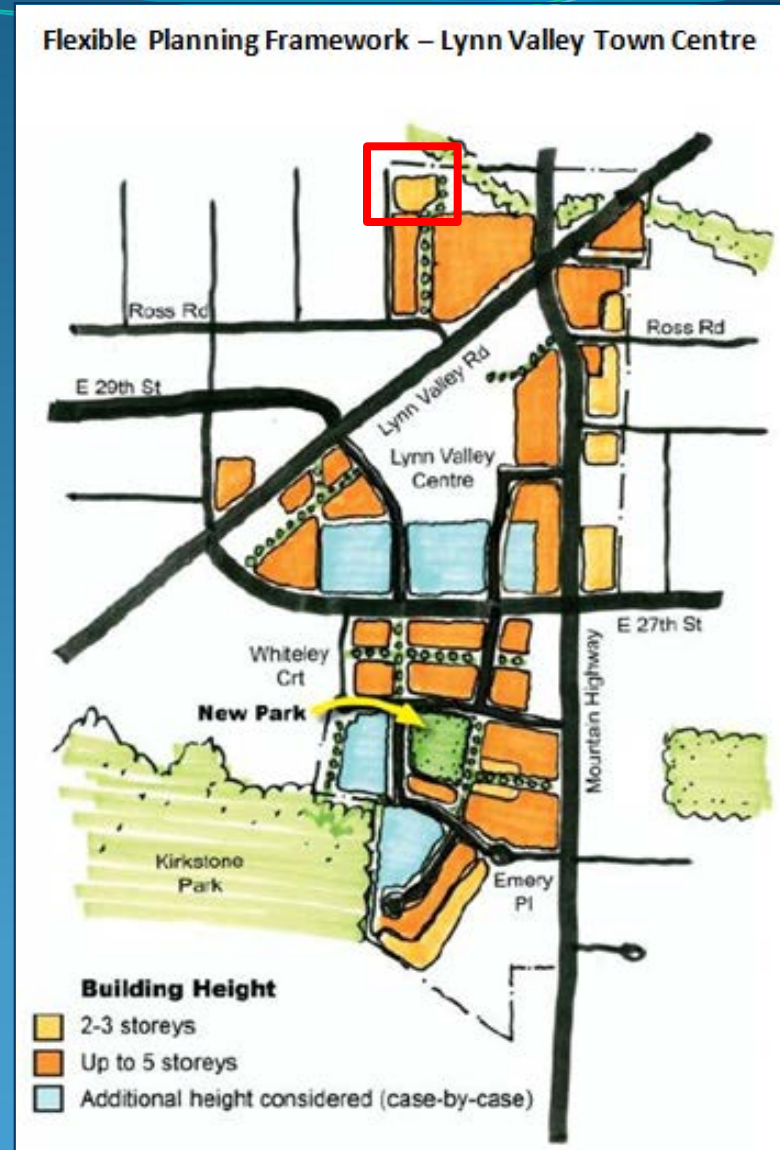 Flexible Planning Framework – Lynn Valley Town Centre
Ross Rd
Ross Rd
E 29th St
Lynn Valley Rd
Lynn Valley
Centre
E 27th St
Whiteley
Crt
Mountain Highway
New Park
Kirkstone
Park
Emery
Pl
Building Height
2-3 storeys
Up to 5 storeys
Additional height considered (case-by-case)